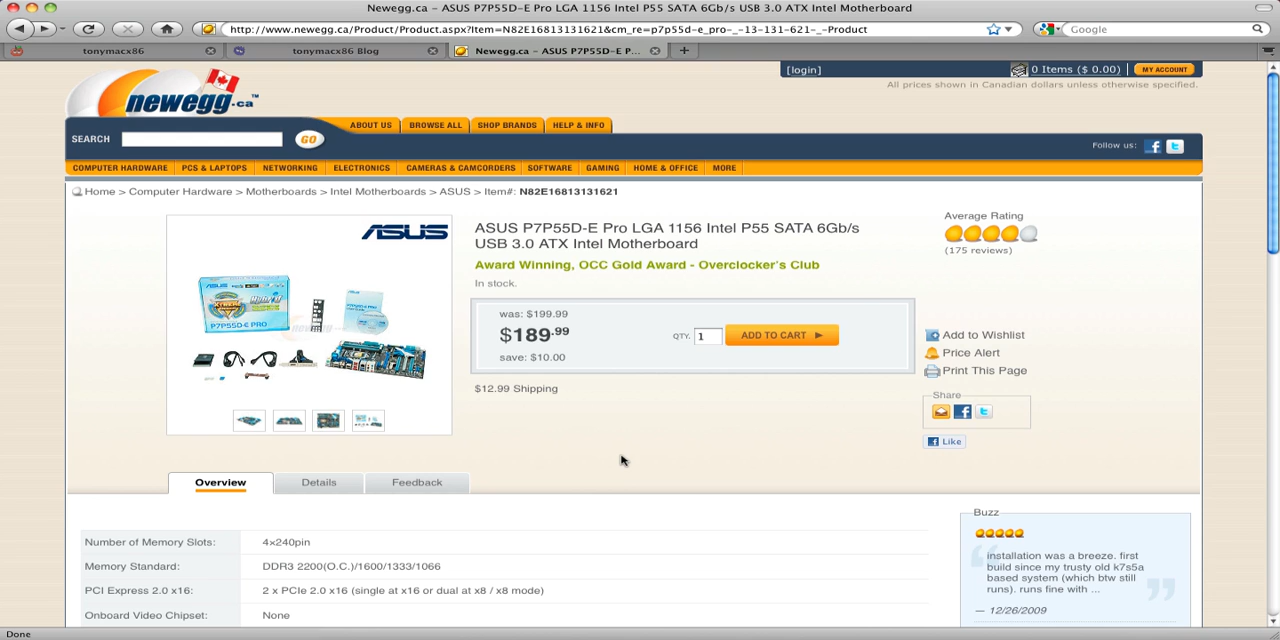 Newegg.ca - ASUS P7P55D-E Pro LGA 1156 Intel P55 SATA 6Gb/s USB 3.0 ATX Intel Motherboard
http://www.newegg.ca/Product/Product.aspx?Item=N82E16813131621&cm_re=p7p55d-e_pro-_-13-131-621-_-Product
Google
tonymacx86
tonymacx86 Blog
Newegg.ca – ASUS P7P55D-E P...
[login]
0 Items ($ 0.00)
MY ACCOUNT
All prices shown in Canadian dollars unless otherwise specified.
newegg.ca™
ABOUT US
BROWSE ALL
SHOP BRANDS
HELP & INFO
SEARCH
GO
Follow us:
COMPUTER HARDWARE
PCS & LAPTOPS
NETWORKING
ELECTRONICS
CAMERAS & CAMCORDERS
SOFTWARE
GAMING
HOME & OFFICE
MORE
Home > Computer Hardware > Motherboards > Intel Motherboards > ASUS > Item#: N82E16813131621
ASUS
P7P55D-E PRO
ASUS P7P55D-E Pro LGA 1156 Intel P55 SATA 6Gb/s
USB 3.0 ATX Intel Motherboard
Award Winning, OCC Gold Award - Overclocker's Club
In stock.
was: $199.99
$189.99
save: $10.00
QTY. 1
ADD TO CART
$12.99 Shipping
Average Rating
(175 reviews)
Add to Wishlist
Price Alert
Print This Page
Share
Like
Overview
Details
Feedback
Number of Memory Slots: 4×240pin
Memory Standard: DDR3 2200(O.C.)/1600/1333/1066
PCI Express 2.0 x16: 2 x PCIe 2.0 x16 (single at x16 or dual at x8 / x8 mode)
Onboard Video Chipset: None
Buzz
installation was a breeze. first
build since my trusty old k7s5a
based system (which btw still
runs). runs fine with ...
— 12/26/2009
Done